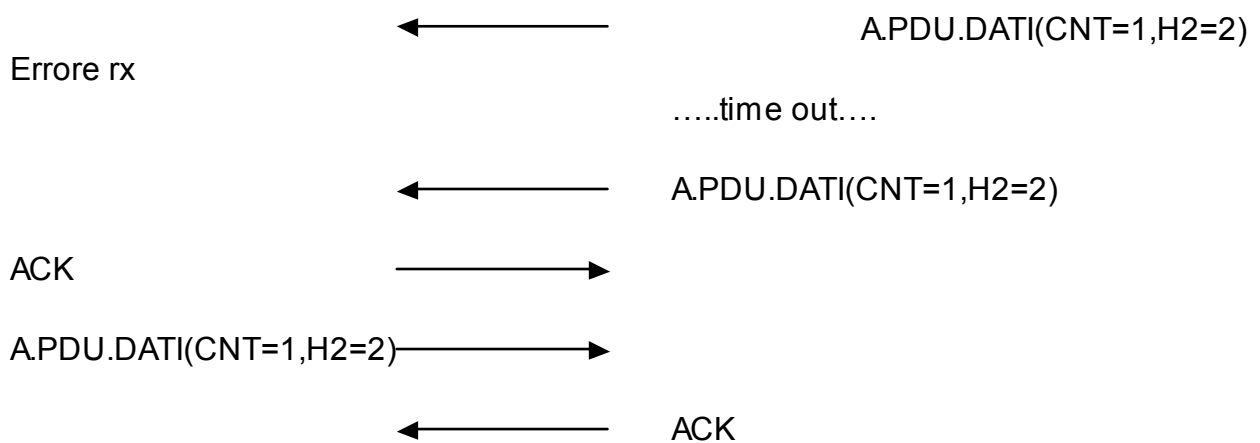 A.PDU.DATI(CNT=1,H2=2)
Errore rx
…..time out….
A.PDU.DATI(CNT=1,H2=2)
ACK
A.PDU.DATI(CNT=1,H2=2)
ACK